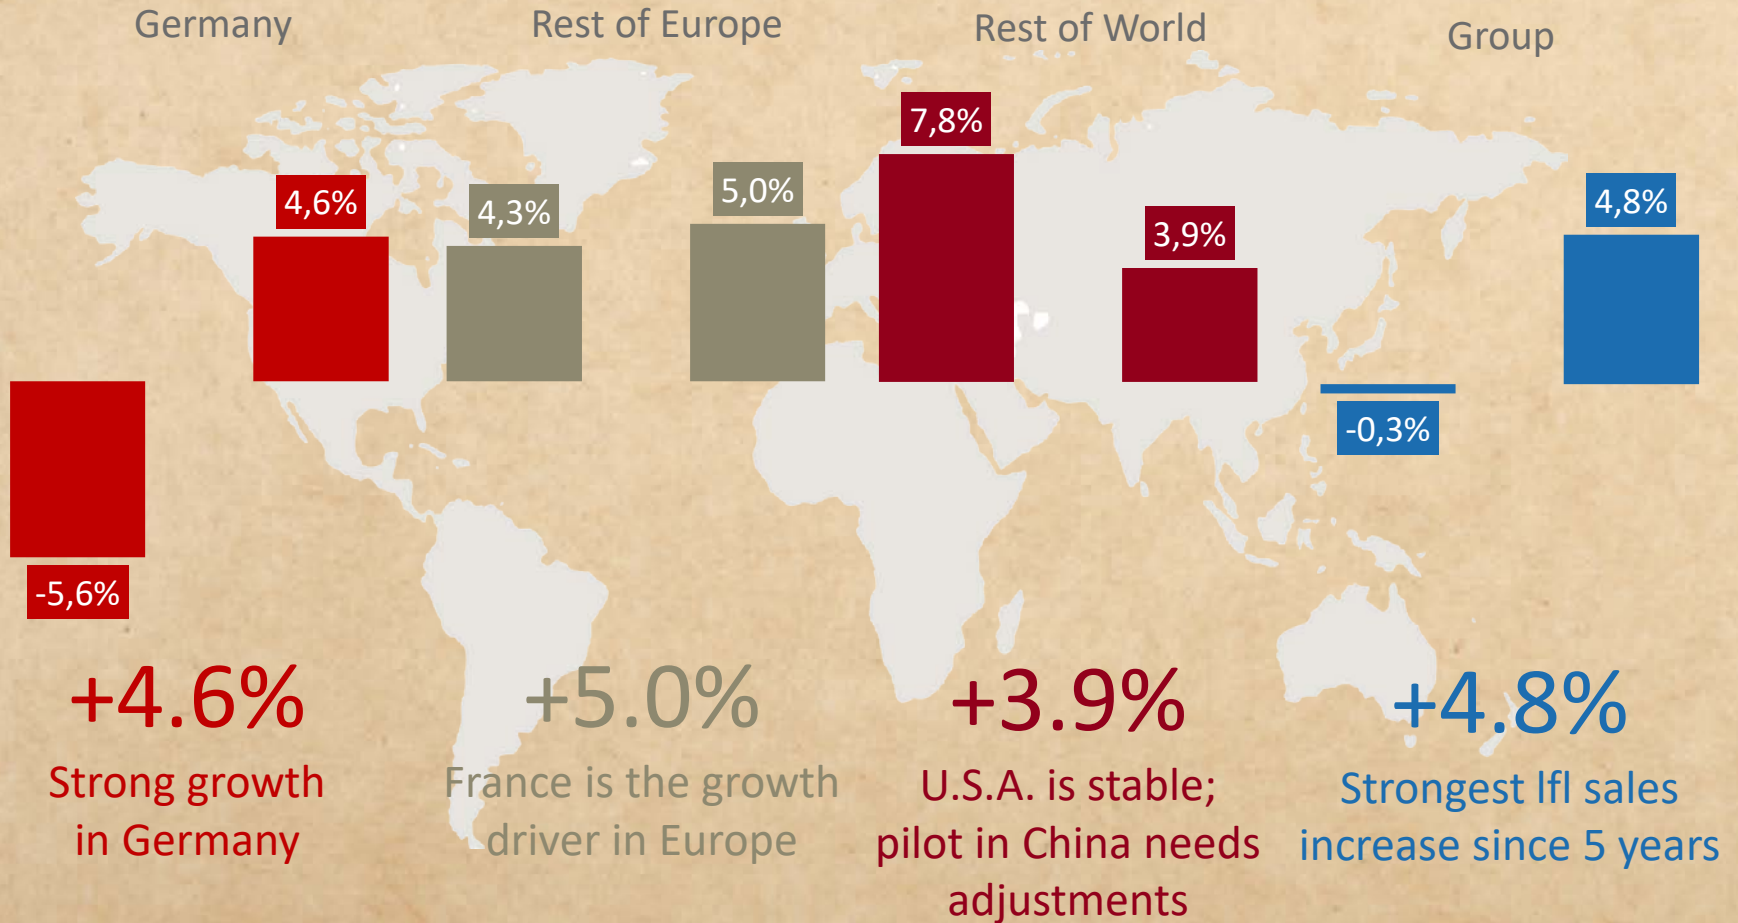 Germany
Rest of Europe
Rest of World
Group
-5,6%
4,6%
4,3%
5,0%
7,8%
3,9%
-0,3%
4,8%
+4.6%
Strong growth
in Germany
+5.0%
France is the growth
driver in Europe
+3.9%
U.S.A. is stable;
pilot in China needs
adjustments
+4.8%
Strongest lfl sales
increase since 5 years